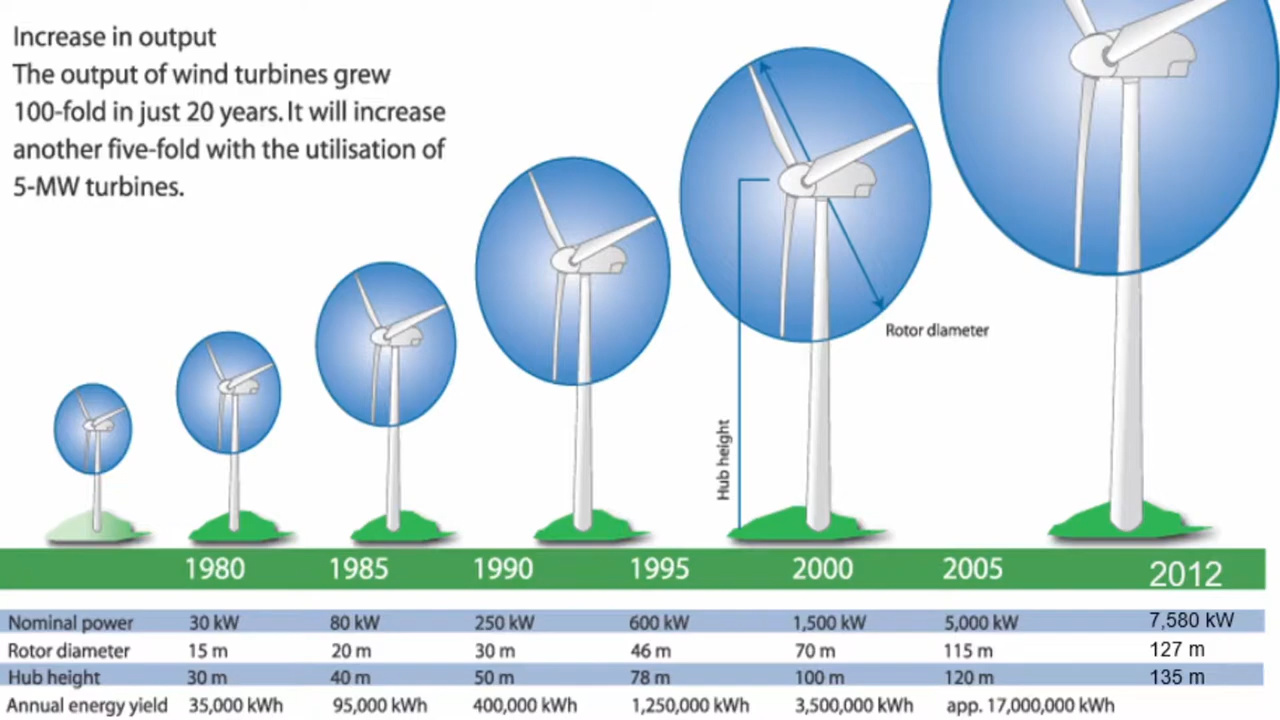 Increase in output
The output of wind turbines grew
100-fold in just 20 years. It will increase
another five-fold with the utilisation of
5-MW turbines.
Rotor diameter
Hub height
1980 1985 1990 1995 2000 2005 2012
Nominal power 30 kW 80 kW 250 kW 600 kW 1,500 kW 5,000 kW 7,580 kW
Rotor diameter 15 m 20 m 30 m 46 m 70 m 115 m 127 m
Hub height 30 m 40 m 50 m 78 m 100 m 120 m 135 m
Annual energy yield 35,000 kWh 95,000 kWh 400,000 kWh 1,250,000 kWh 3,500,000 kWh app. 17,000,000 kWh